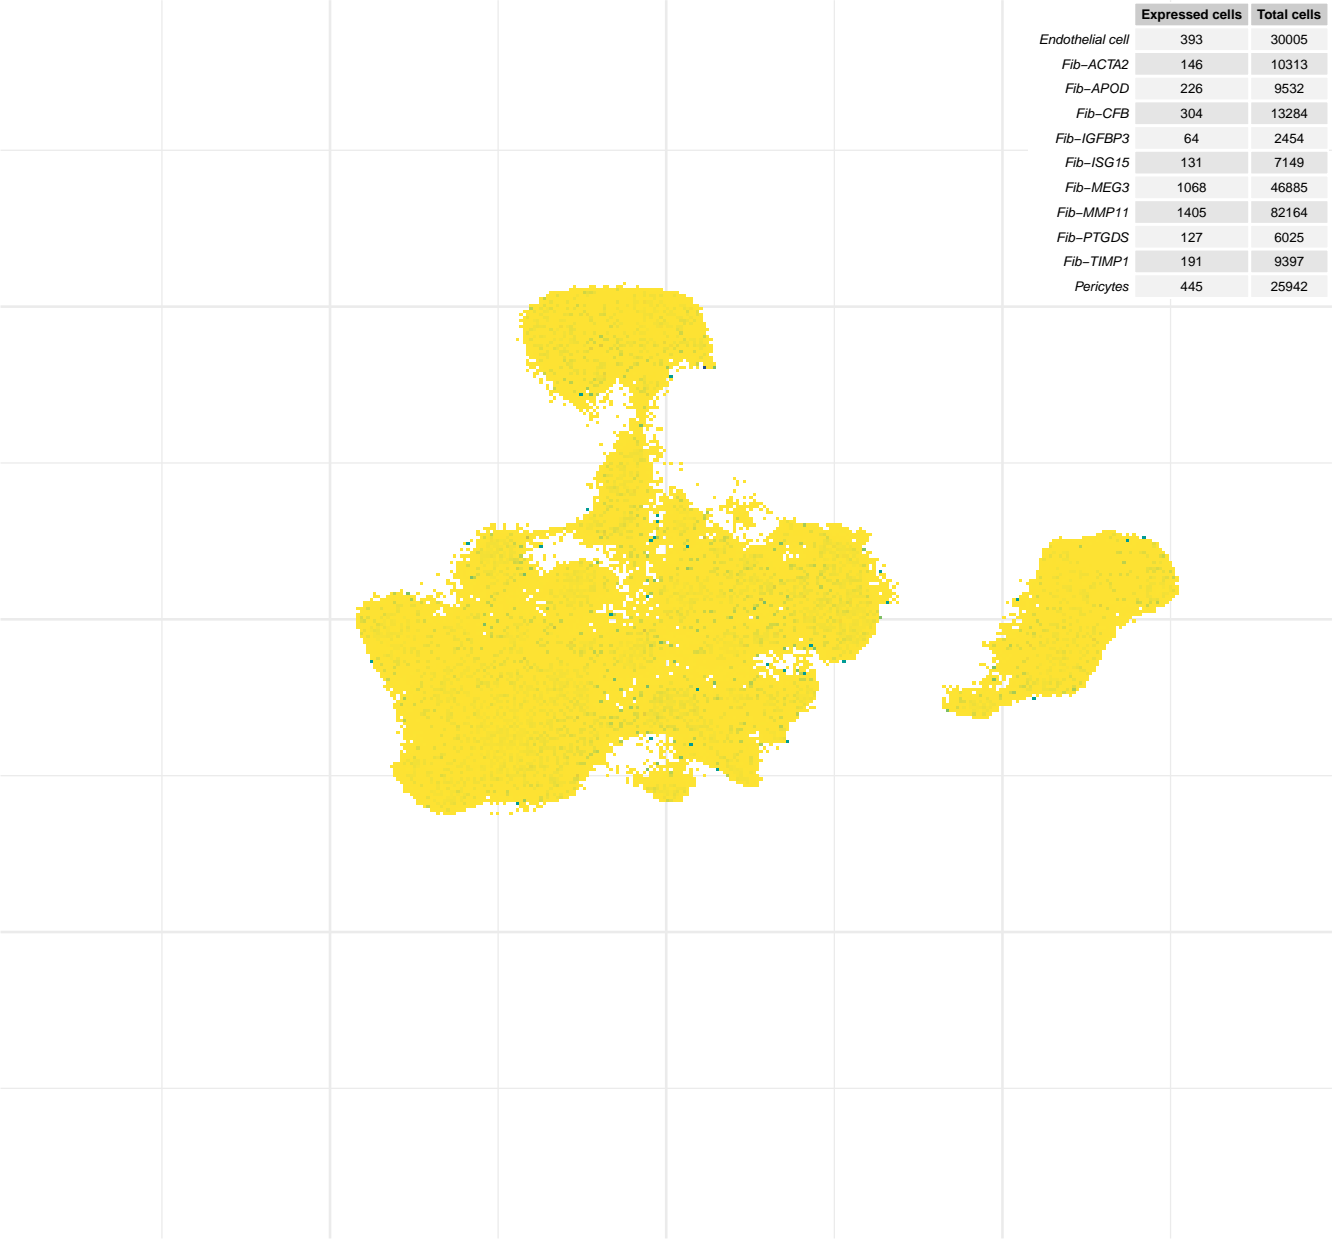 Expressed cells Total cells
Endothelial cell 393 30005
Fib−ACTA2 146 10313
Fib−APOD 226 9532
Fib−CFB 304 13284
Fib−IGFBP3 64 2454
Fib−ISG15 131 7149
Fib−MEG3 1068 46885
Fib−MMP11 1405 82164
Fib−PTGDS 127 6025
Fib−TIMP1 191 9397
Pericytes 445 25942